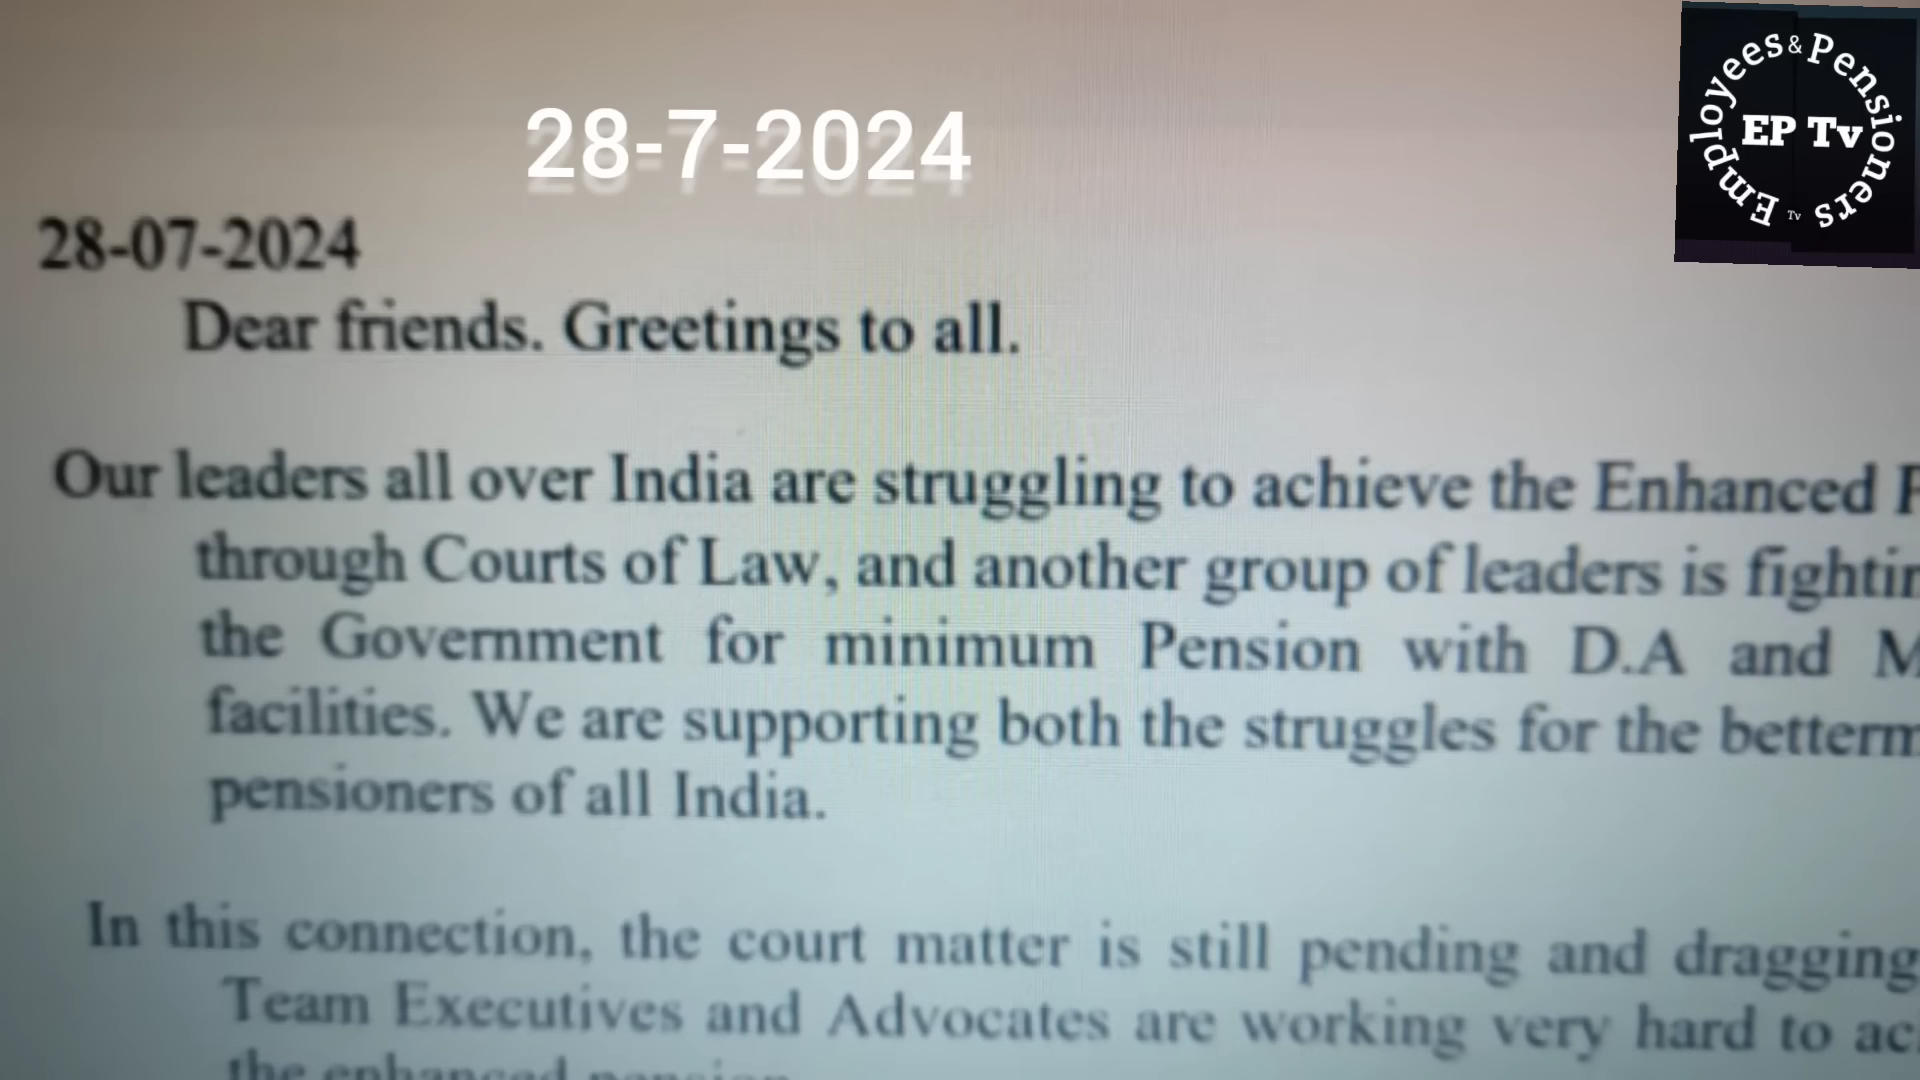 28-7-2024
Employees & Pensioners
EP Tv
Tv
28-07-2024
Dear friends. Greetings to all.
Our leaders all over India are struggling to achieve the Enhanced
through Courts of Law, and another group of leaders is
the Government for minimum Pension with D.A and
facilities. We are supporting both the struggles for the
pensioners of all India.
In this connection, the court matter is still pending and dragging
Team Executives and Advocates are working very hard to
the enhanced pension